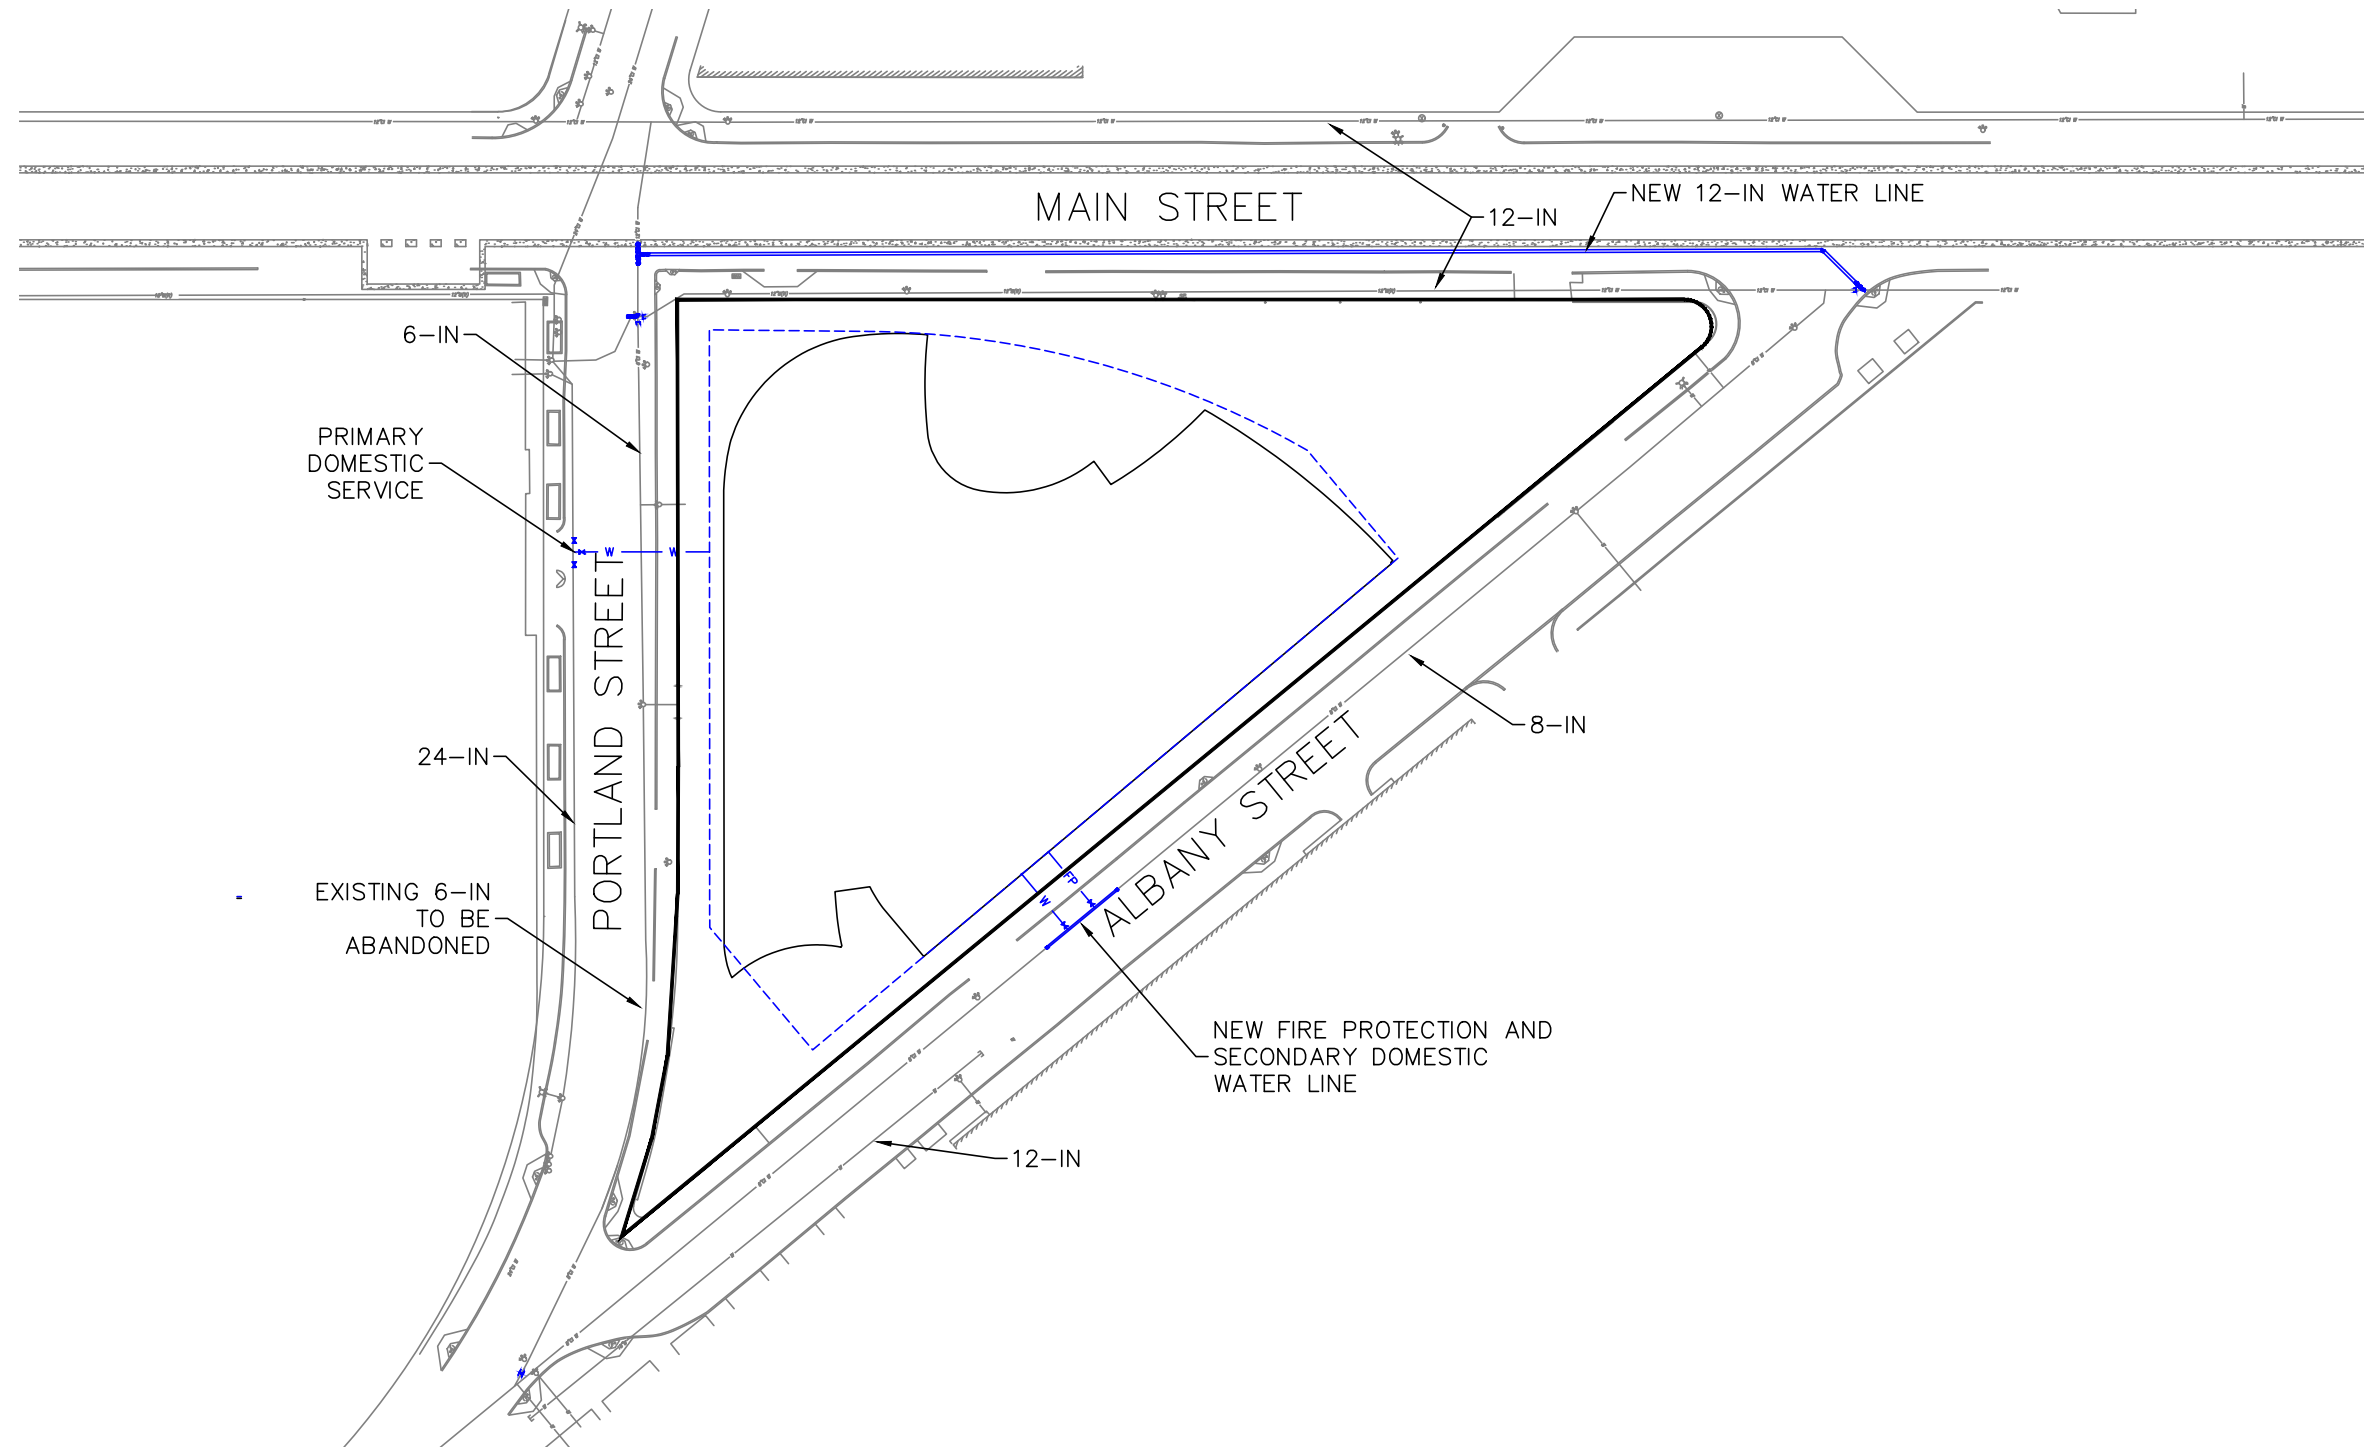 MAIN STREET
NEW 12-IN WATER LINE
12-IN
6-IN
PRIMARY
DOMESTIC
SERVICE
W
W
PORTLAND STREET
24-IN
8-IN
ALBANY STREET
FP
W
EXISTING 6-IN
TO BE
ABANDONED
NEW FIRE PROTECTION AND
SECONDARY DOMESTIC
WATER LINE
12-IN